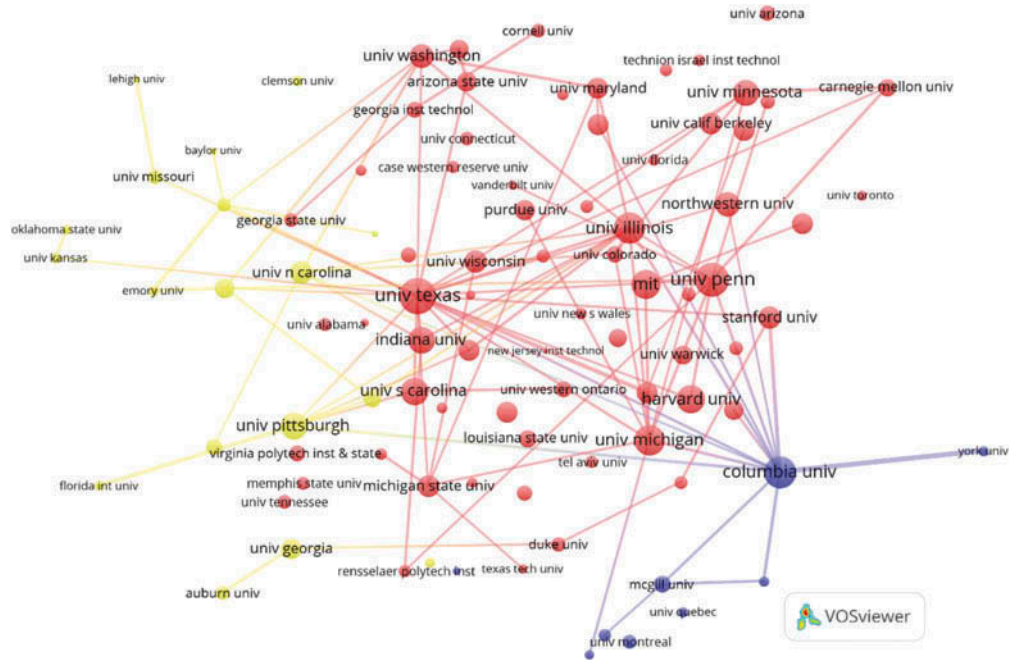 univ arizona
cornell univ
univ washington
technion israel inst technol
lehigh univ
clemson univ
arizona state univ
univ maryland
univ minnesota
carnegie mellon univ
georgia inst technol
univ calif berkeley
univ connecticut
baylor univ
univ missouri
case western reserve univ
univ florida
vanderbilt univ
univ toronto
georgia state univ
purdue univ
northwestern univ
oklahoma state univ
univ illinois
univ kansas
univ n carolina
univ wisconsin
univ colorado
univ penn
mit
emory univ
univ texas
univ new s wales
stanford univ
univ alabama
indiana univ
new jersey inst technol
univ warwick
univ s carolina
univ western ontario
harvard univ
univ pittsburgh
louisiana state univ
univ michigan
virginia polytech inst & state
tel aviv univ
york univ
columbia univ
florida int univ
memphis state univ
michigan state univ
univ tennessee
univ georgia
duke univ
rensselaer polytech inst
texas tech univ
mcgill univ
auburn univ
univ quebec
univ montreal
VOSviewer